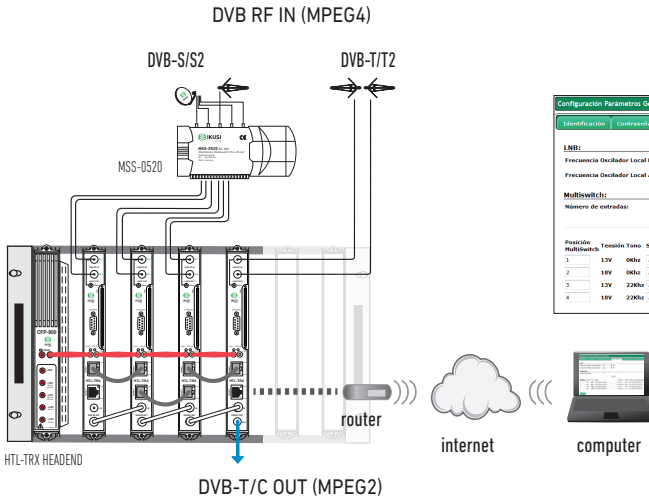 DVB RF IN (MPEG4)
DVB-S/S2
DVB-T/T2
IKUSI
MSS-0520
MSS-0520
Configuración Parámetros Ge
Identificación
Contraseña
LNB:
Frecuencia Oscilador Local
Frecuencia Oscilador Local
Multiswitch:
Número de entradas:
Posición MultiSwitch Tensión Tono S
1 13V 0Khz
2 18V 0Khz
3 13V 22Khz
4 18V 22Khz
CFP-900
HTL-TRX
HTL-TRX
HTL-TRX
HTL-TRX
router
internet
computer
HTL-TRX HEADEND
DVB-T/C OUT (MPEG2)